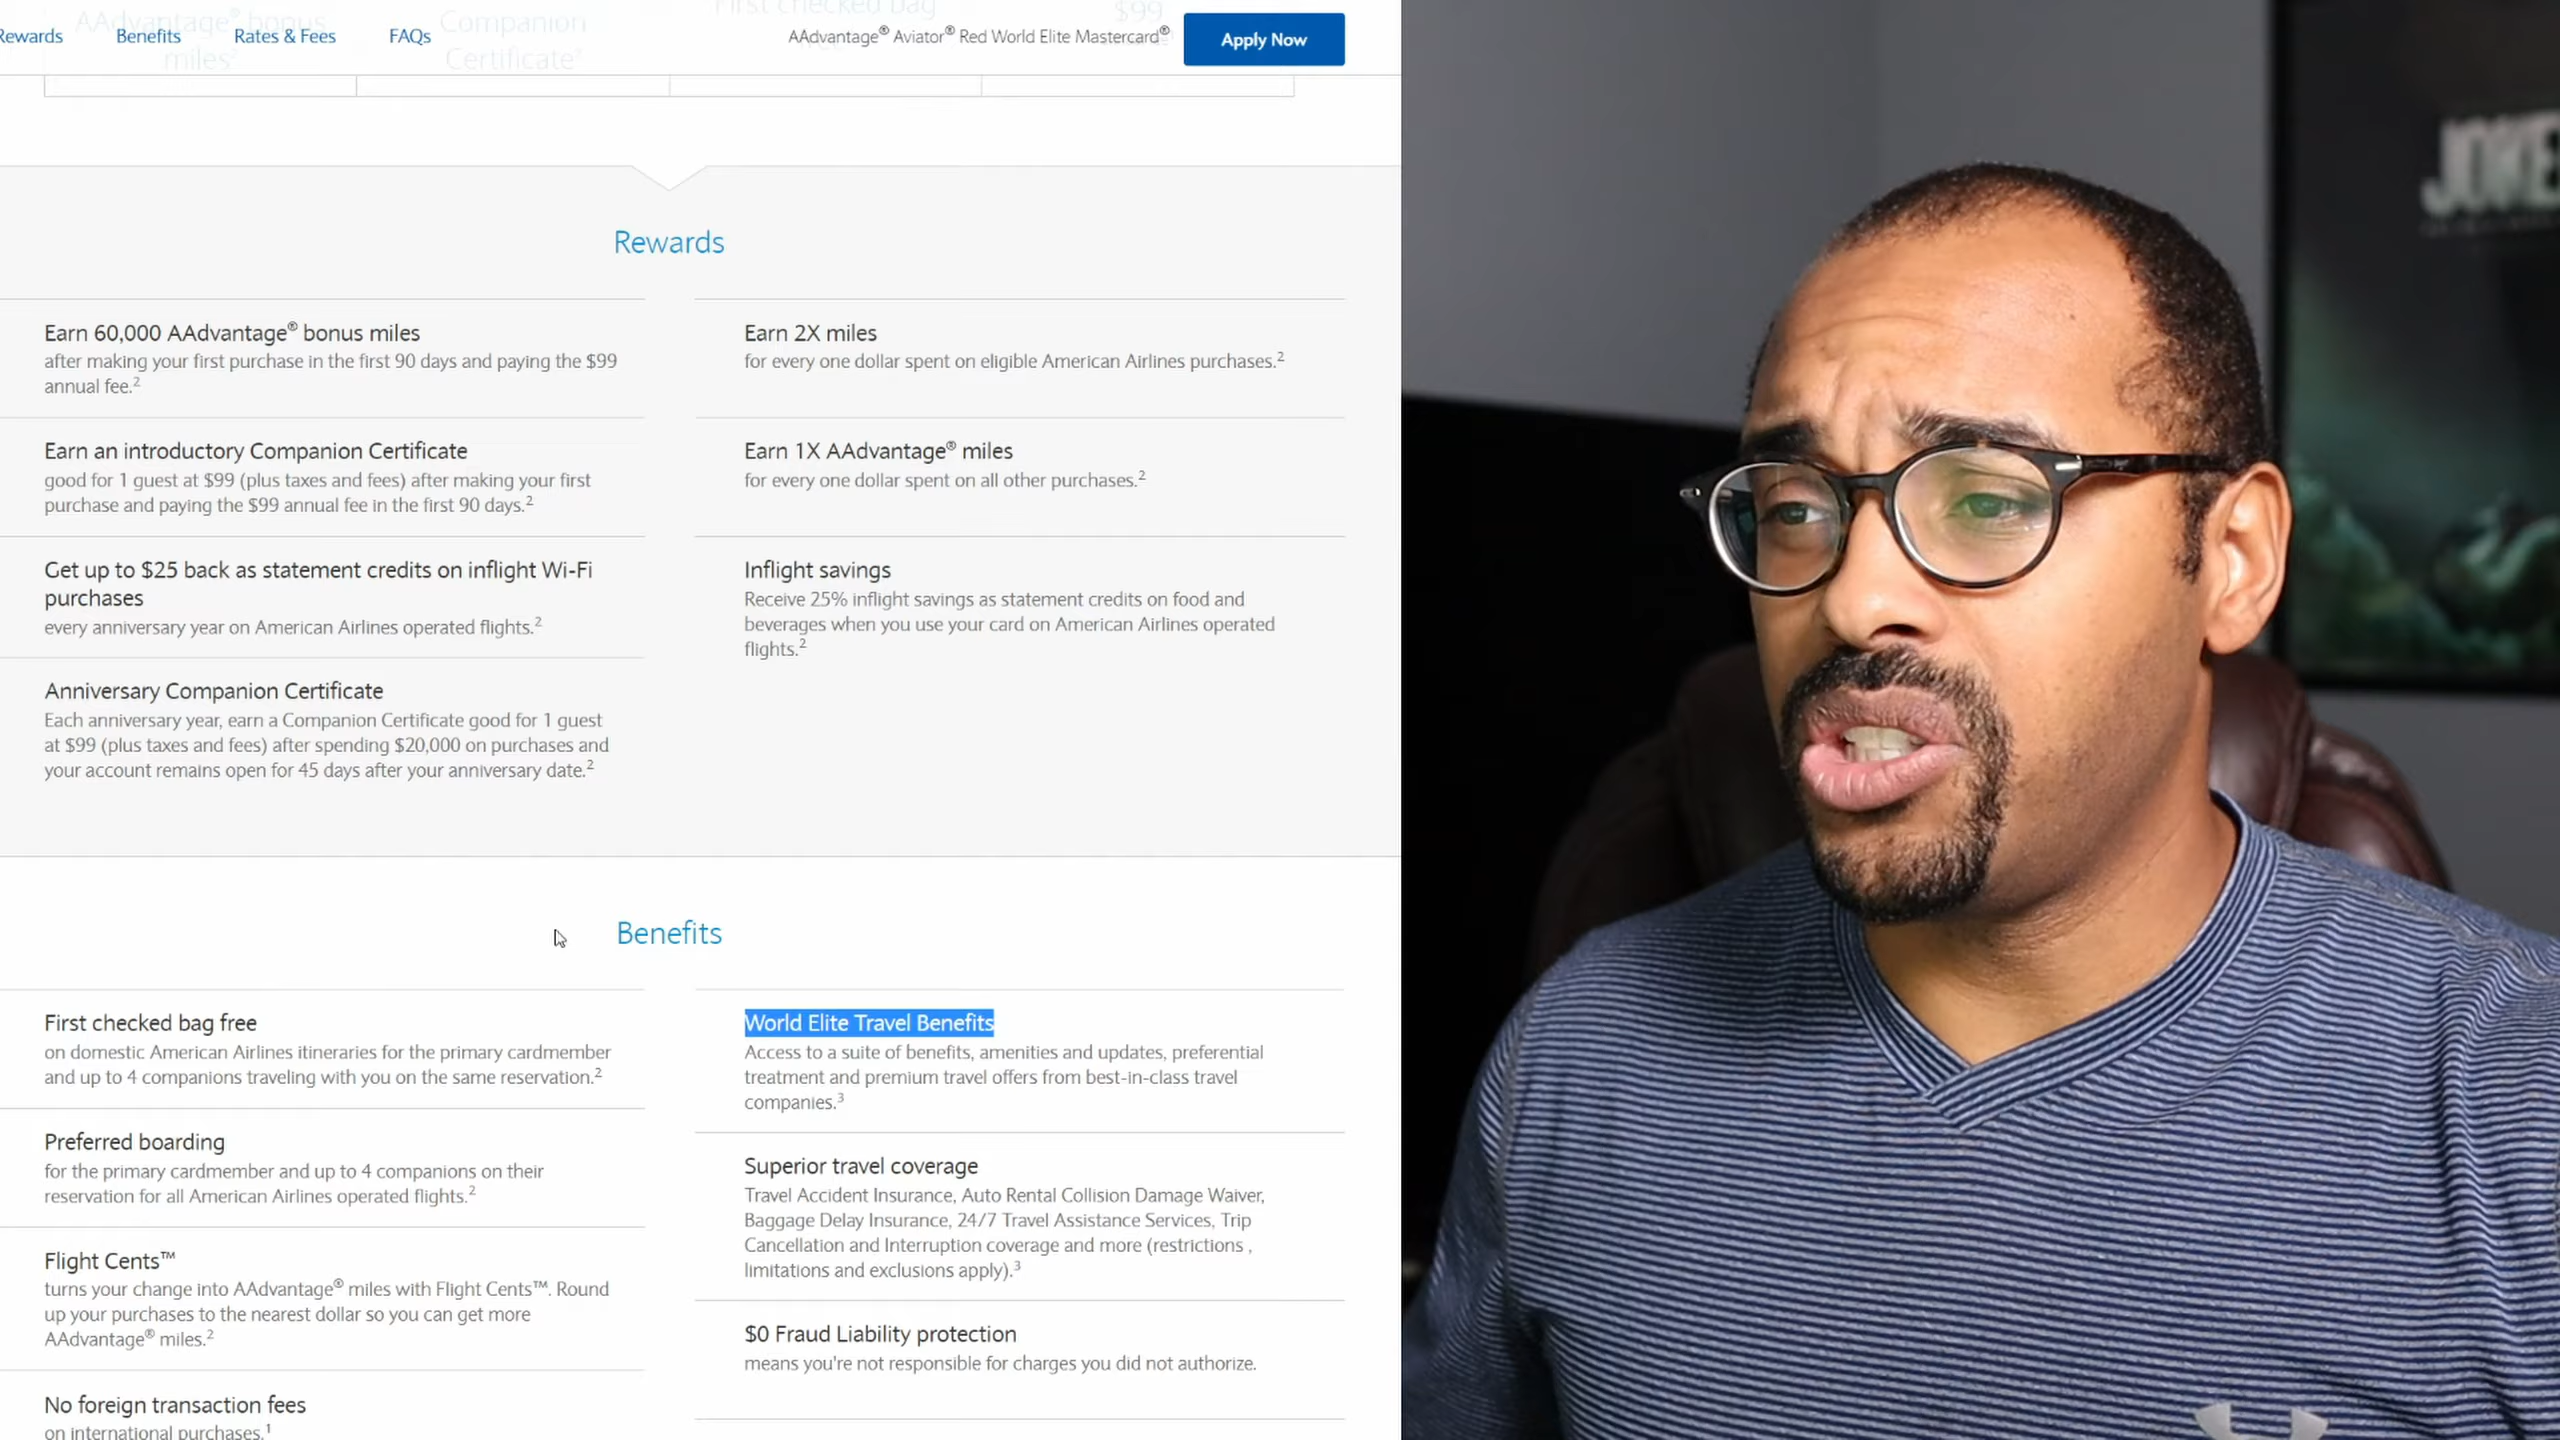 AAdvantage® bonus
miles²
Companion
Certificate²
First checked bag
$99
Rewards
Benefits
Rates & Fees
FAQs
AAdvantage® Aviator® Red World Elite Mastercard®
Apply Now
Rewards
Earn 60,000 AAdvantage® bonus miles
after making your first purchase in the first 90 days and paying the $99
annual fee.²
Earn an introductory Companion Certificate
good for 1 guest at $99 (plus taxes and fees) after making your first
purchase and paying the $99 annual fee in the first 90 days.²
Get up to $25 back as statement credits on inflight Wi-Fi
purchases
every anniversary year on American Airlines operated flights.²
Anniversary Companion Certificate
Each anniversary year, earn a Companion Certificate good for 1 guest
at $99 (plus taxes and fees) after spending $20,000 on purchases and
your account remains open for 45 days after your anniversary date.²
Earn 2X miles
for every one dollar spent on eligible American Airlines purchases.²
Earn 1X AAdvantage® miles
for every one dollar spent on all other purchases.²
Inflight savings
Receive 25% inflight savings as statement credits on food and
beverages when you use your card on American Airlines operated
flights.²
Benefits
First checked bag free
on domestic American Airlines itineraries for the primary cardmember
and up to 4 companions traveling with you on the same reservation.²
Preferred boarding
for the primary cardmember and up to 4 companions on their
reservation for all American Airlines operated flights.²
Flight Cents™
turns your change into AAdvantage® miles with Flight Cents™. Round
up your purchases to the nearest dollar so you can get more
AAdvantage® miles.²
No foreign transaction fees
on international purchases.¹
World Elite Travel Benefits
Access to a suite of benefits, amenities and updates, preferential
treatment and premium travel offers from best-in-class travel
companies.³
Superior travel coverage
Travel Accident Insurance, Auto Rental Collision Damage Waiver,
Baggage Delay Insurance, 24/7 Travel Assistance Services, Trip
Cancellation and Interruption coverage and more (restrictions ,
limitations and exclusions apply).³
$0 Fraud Liability protection
means you're not responsible for charges you did not authorize.
JOKE